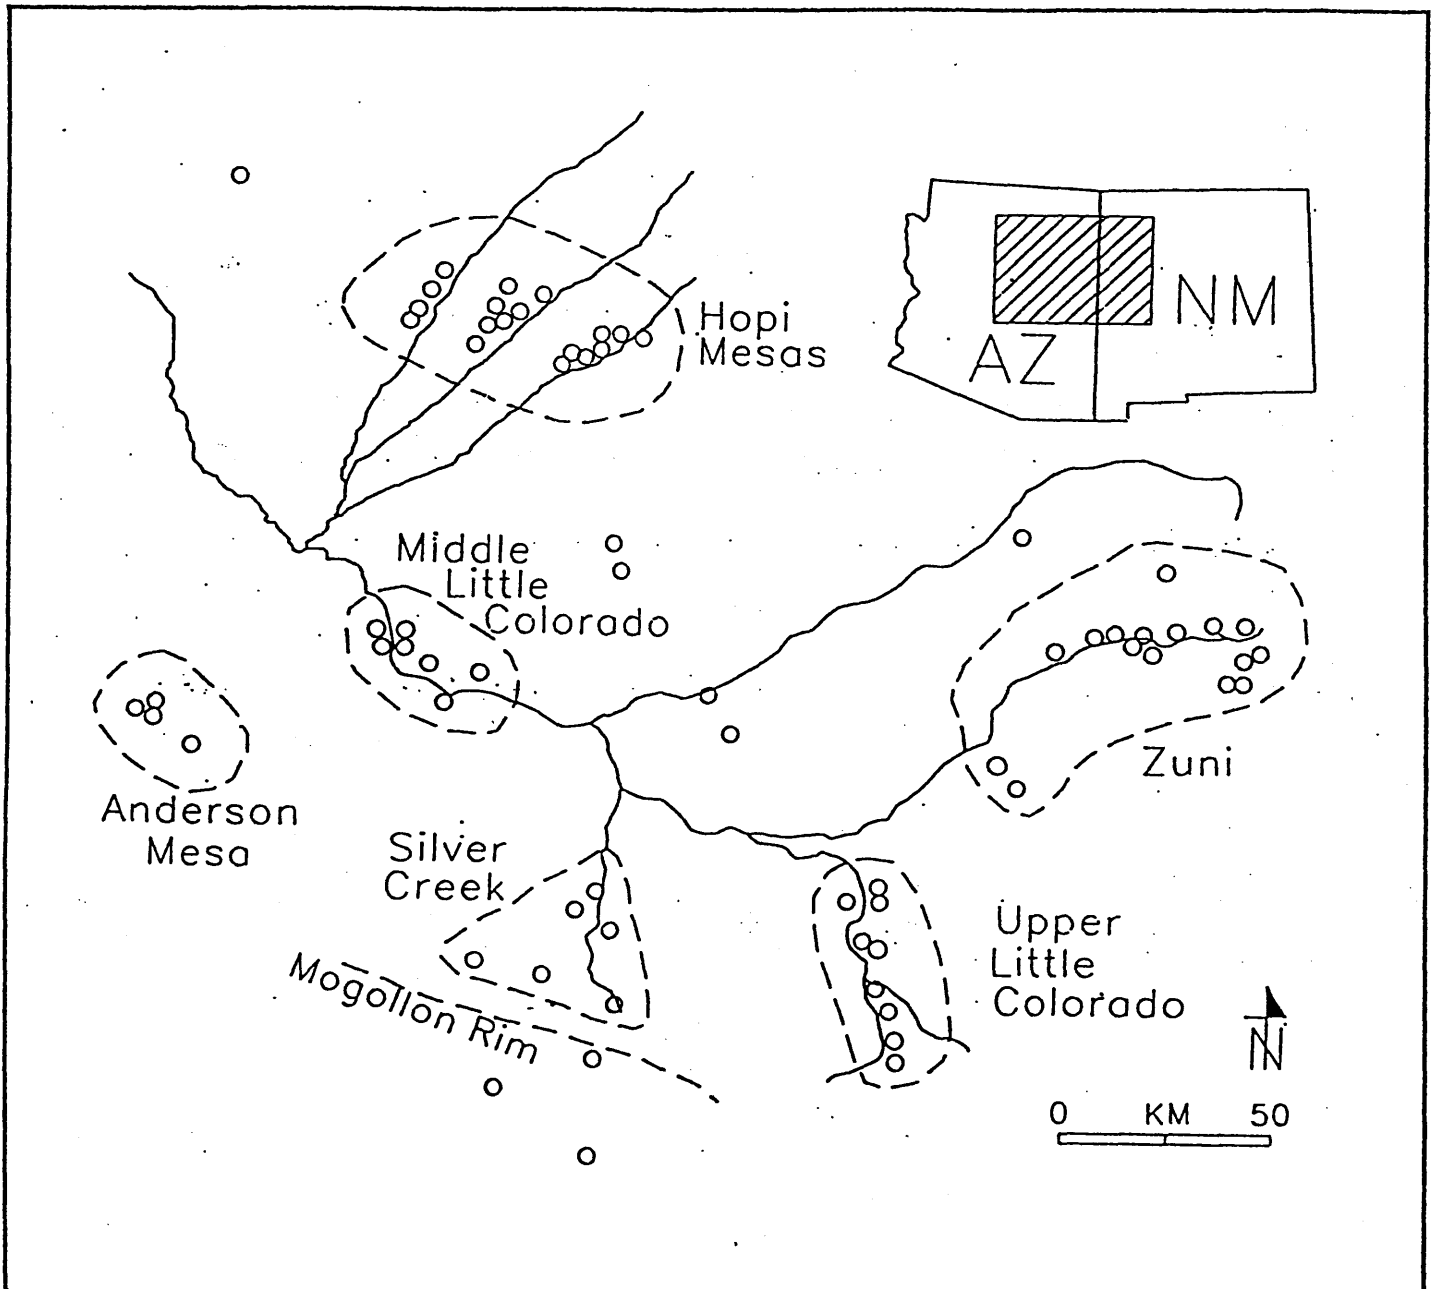 Hopi
Mesas
AZ
NM
Middle
Little
Colorado
Zuni
Anderson
Mesa
Silver
Creek
Mogollon Rim
Upper
Little
Colorado
N
0 KM 50